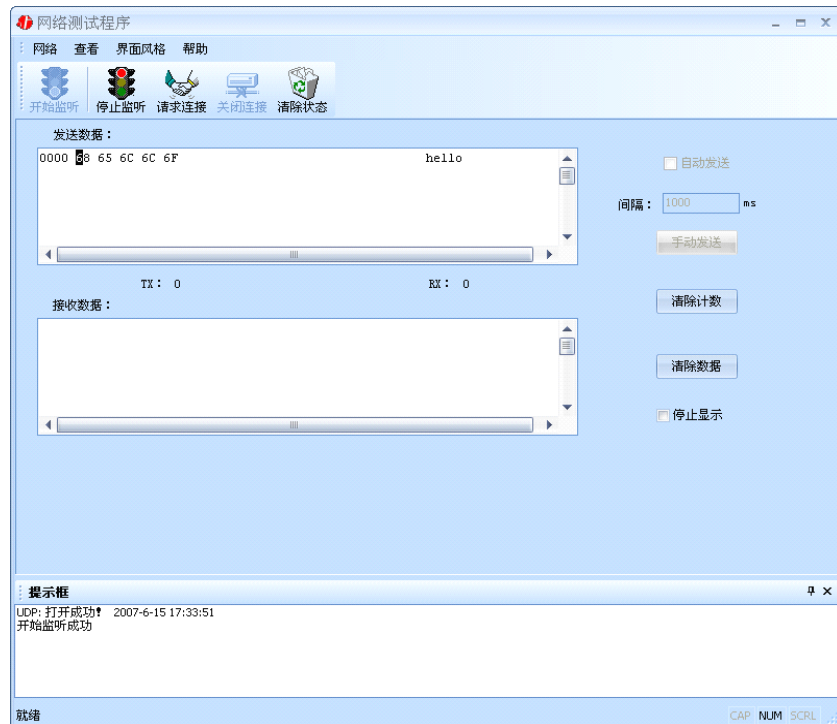 网络测试程序
网络 查看 界面风格 帮助
开始监听 停止监听 请求连接 关闭连接 清除状态
发送数据：
0000 68 65 6C 6C 6F hello
自动发送
间隔： 1000 ms
手动发送
TX： 0 RX： 0
接收数据：
清除计数
清除数据
停止显示
提示框
UDP: 打开成功! 2007-6-15 17:33:51
开始监听成功
就绪 CAP NUM SCRL